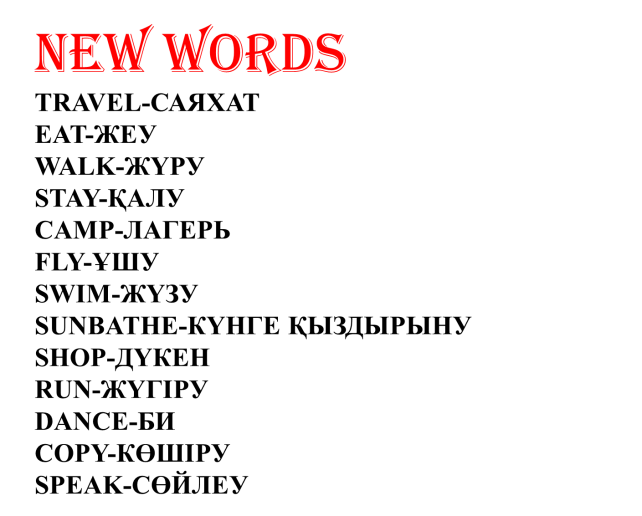 NEW WORDS
TRAVEL-САЯХАТ
EAT-ЖЕУ
WALK-ЖҮРУ
STAY-ҚАЛУ
CAMP-ЛАГЕРЬ
FLY-ҰШУ
SWIM-ЖҮЗУ
SUNBATHE-КҮНГЕ ҚЫЗДЫРЫНУ
SHOP-ДҮКЕН
RUN-ЖҮГІРУ
DANCE-БИ
COPY-КӨШІРУ
SPEAK-СӨЙЛЕУ